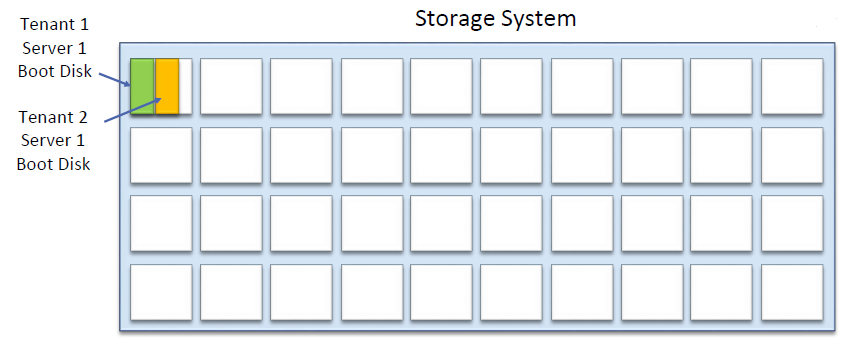 Storage System
Tenant 1
Server 1
Boot Disk
Tenant 2
Server 1
Boot Disk